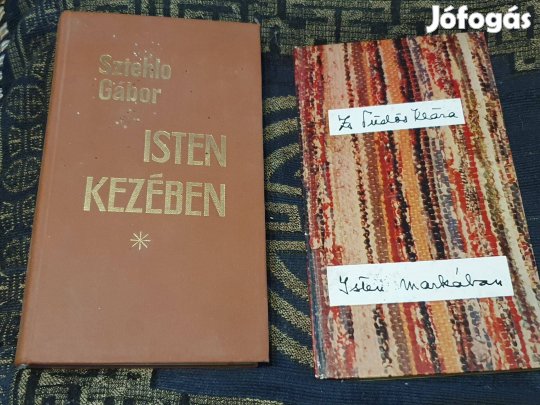 Jófogás
Sztehlo
Gábor
ISTEN
KEZÉBEN
Zs Tüdős Klára
Isten markában